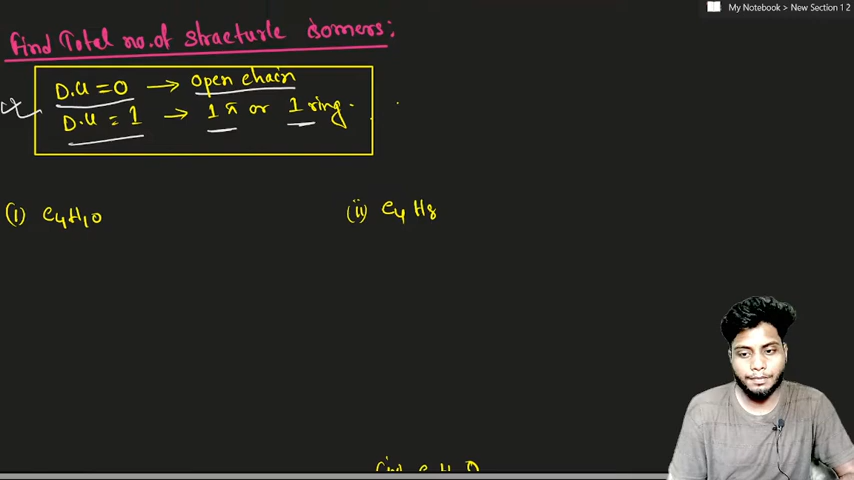 My Notebook > New Section 1 2
Find Total no. of structure isomers:
D.U = 0 → open chain
D.U = 1 → 1 π or 1 ring.
(i) C4H10
(ii) C4H8